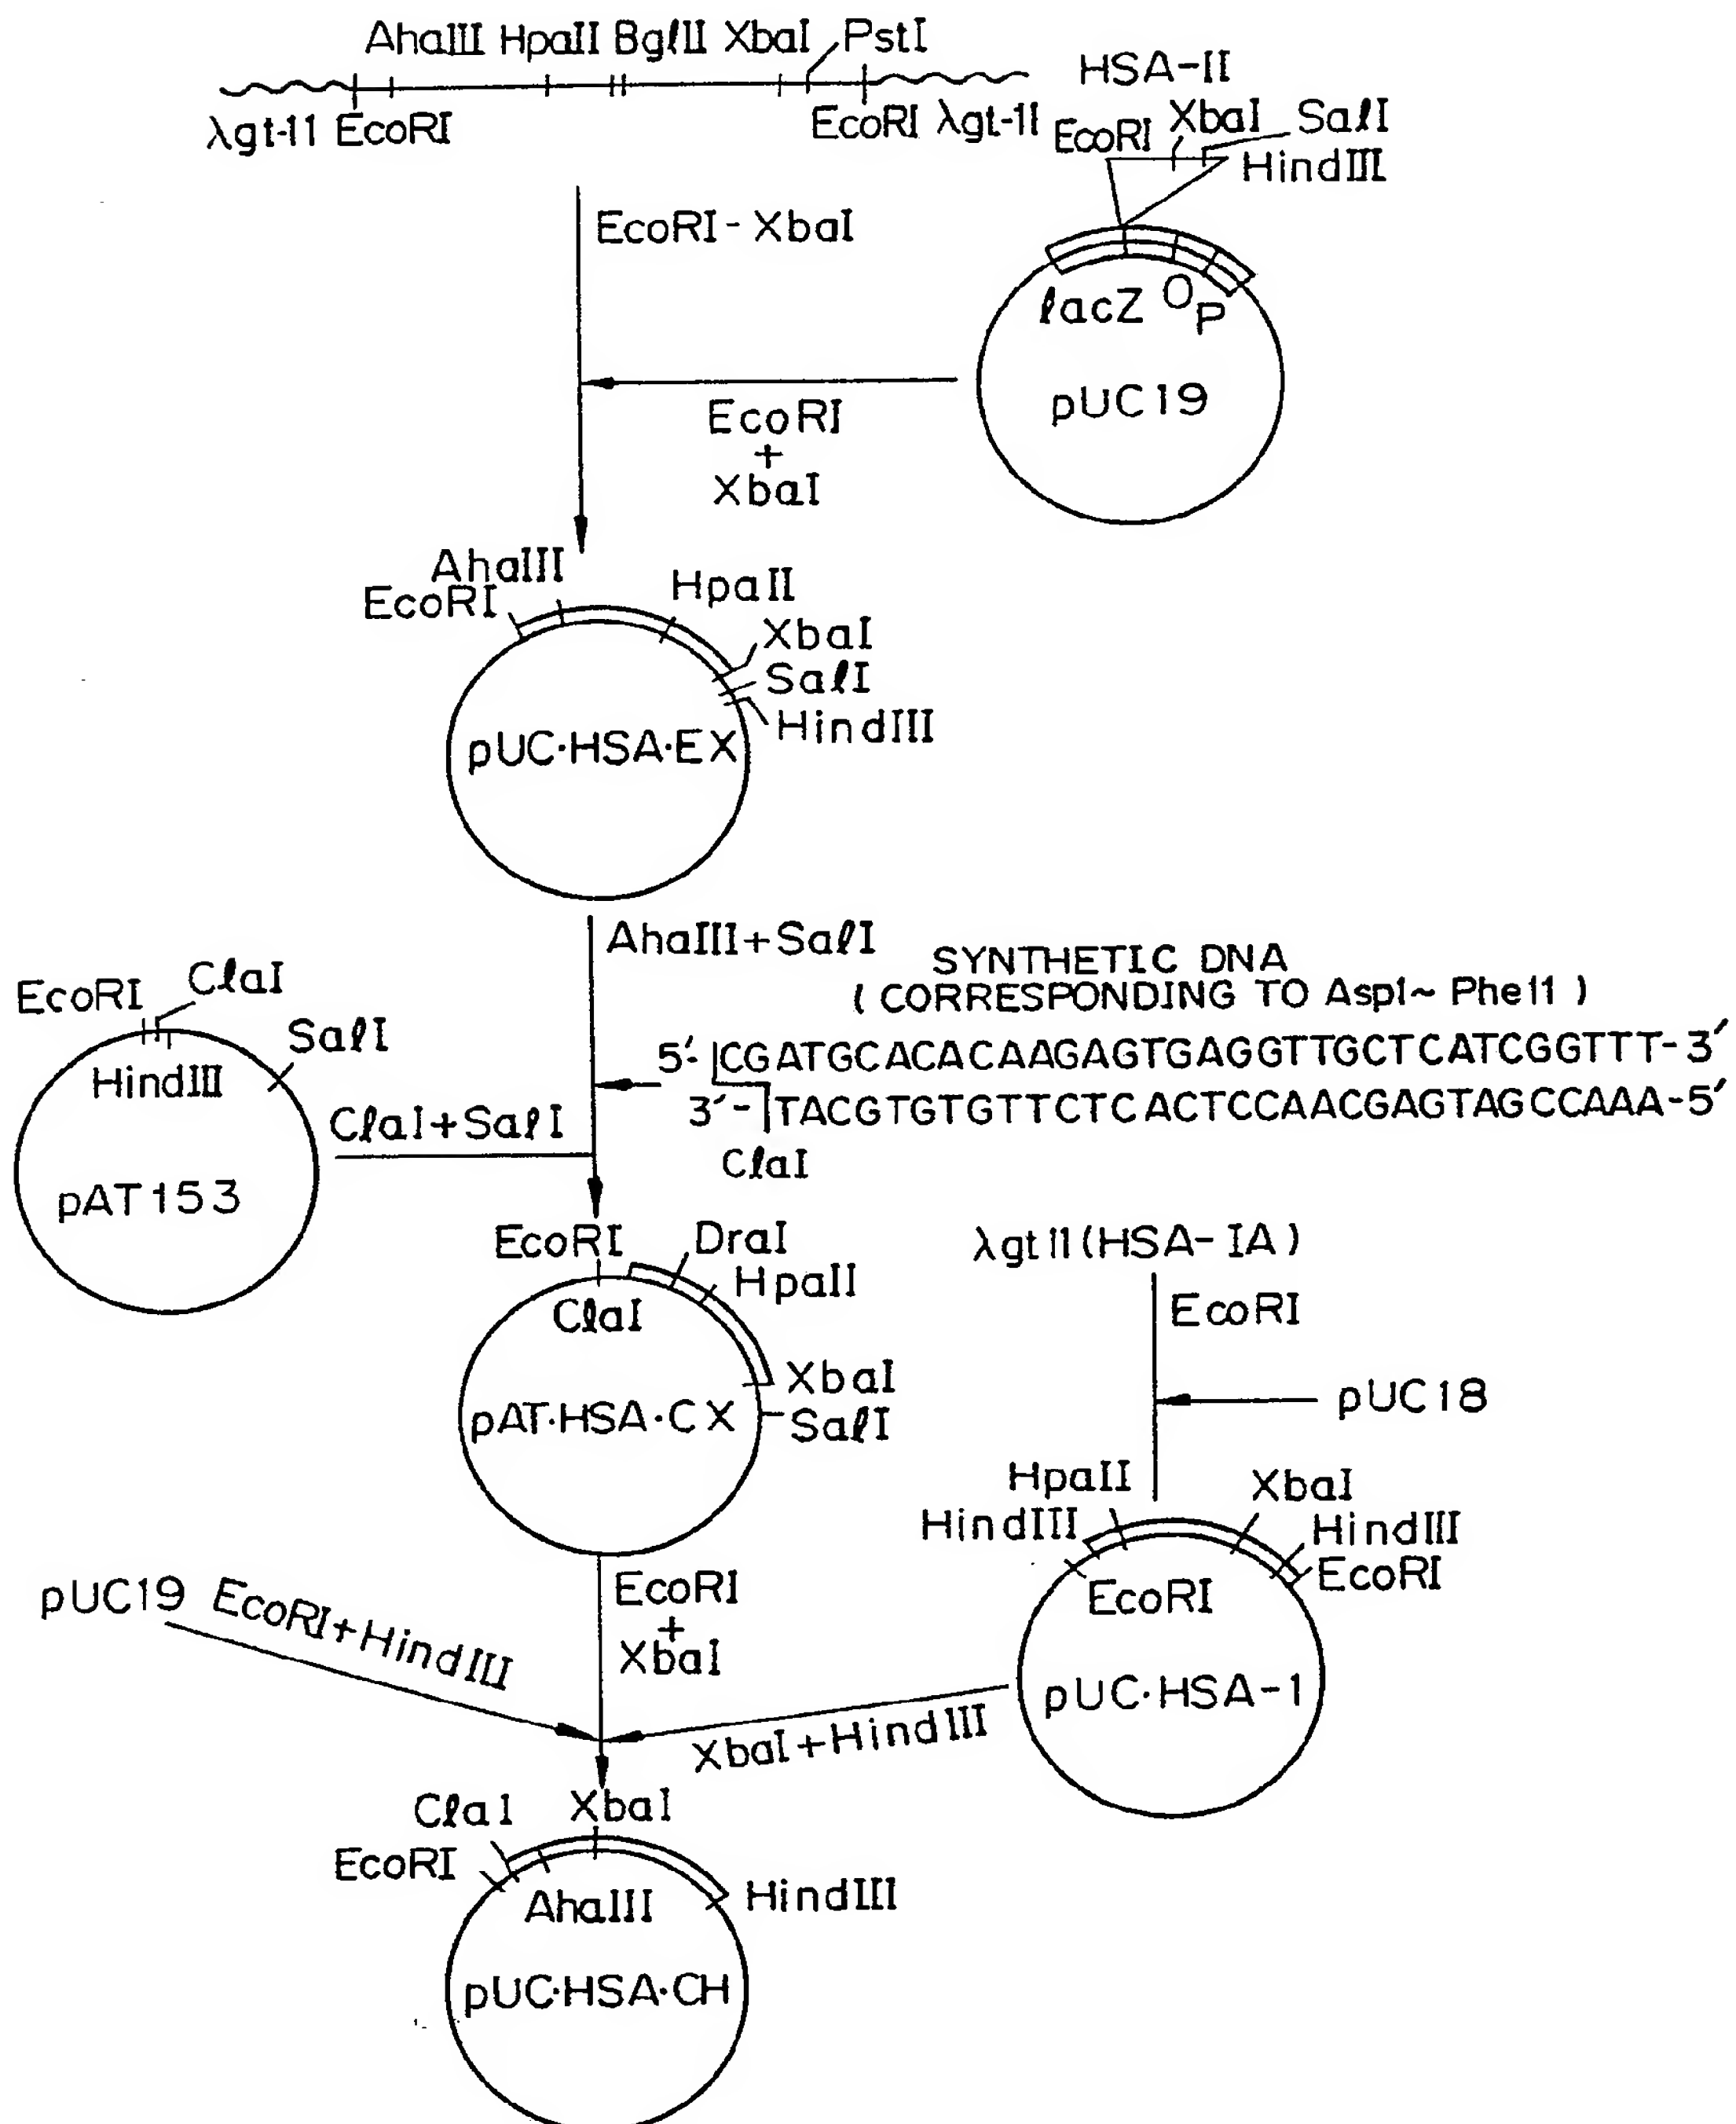 AhaIII HpaII BglII XbaI PstI
λgt-11 EcoRI
EcoRI λgt-11
HSA-II
EcoRI XbaI SalI
HindIII
EcoRI-XbaI
lacZ O P
pUC19
EcoRI
+
XbaI
AhaIII
EcoRI
HpaII
XbaI
SalI
HindIII
pUC·HSA·EX
AhaIII+SalI
SYNTHETIC DNA
(CORRESPONDING TO Asp1~Phe11)
5'-CGATGCACACAAGAGTGAGGTTGCTCATCGGTTT-3'
3'-TACGTGTGTTCTCACTCCAACGAGTAGCCAAA-5'
ClaI
EcoRI ClaI
SalI
HindIII
ClaI+SalI
pAT153
EcoRI DraI
HpaII
ClaI
XbaI
SalI
pAT·HSA·CX
λgt11(HSA-IA)
EcoRI
pUC18
HpaII XbaI
HindIII HindIII
EcoRI EcoRI
pUC·HSA-1
EcoRI
+
XbaI
pUC19 EcoRI+HindIII
XbaI+HindIII
Cla1 XbaI
EcoRI
AhaIII HindIII
pUC·HSA·CH